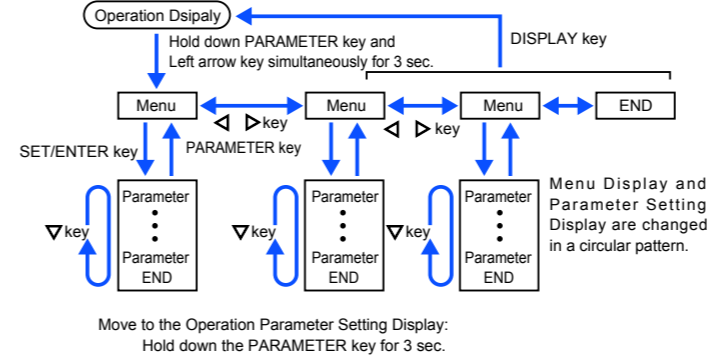 Operation Dsipaly
Hold down PARAMETER key and
Left arrow key simultaneously for 3 sec.
DISPLAY key
Menu
Menu
Menu
END
◁ ▷ key
◁ ▷ key
SET/ENTER key
PARAMETER key
Parameter
Parameter
END
▽key
Parameter
Parameter
END
▽key
Parameter
Parameter
END
▽key
Menu Display and
Parameter Setting
Display are changed
in a circular pattern.
Move to the Operation Parameter Setting Display:
Hold down the PARAMETER key for 3 sec.